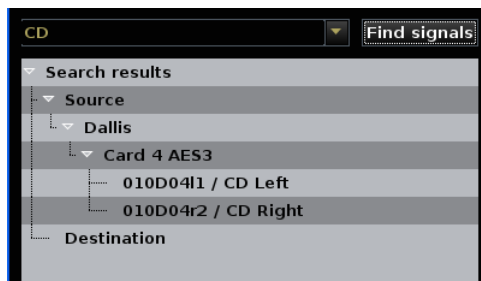 CD Find signals
Search results
Source
Dallis
Card 4 AES3
010D04l1 / CD Left
010D04r2 / CD Right
Destination